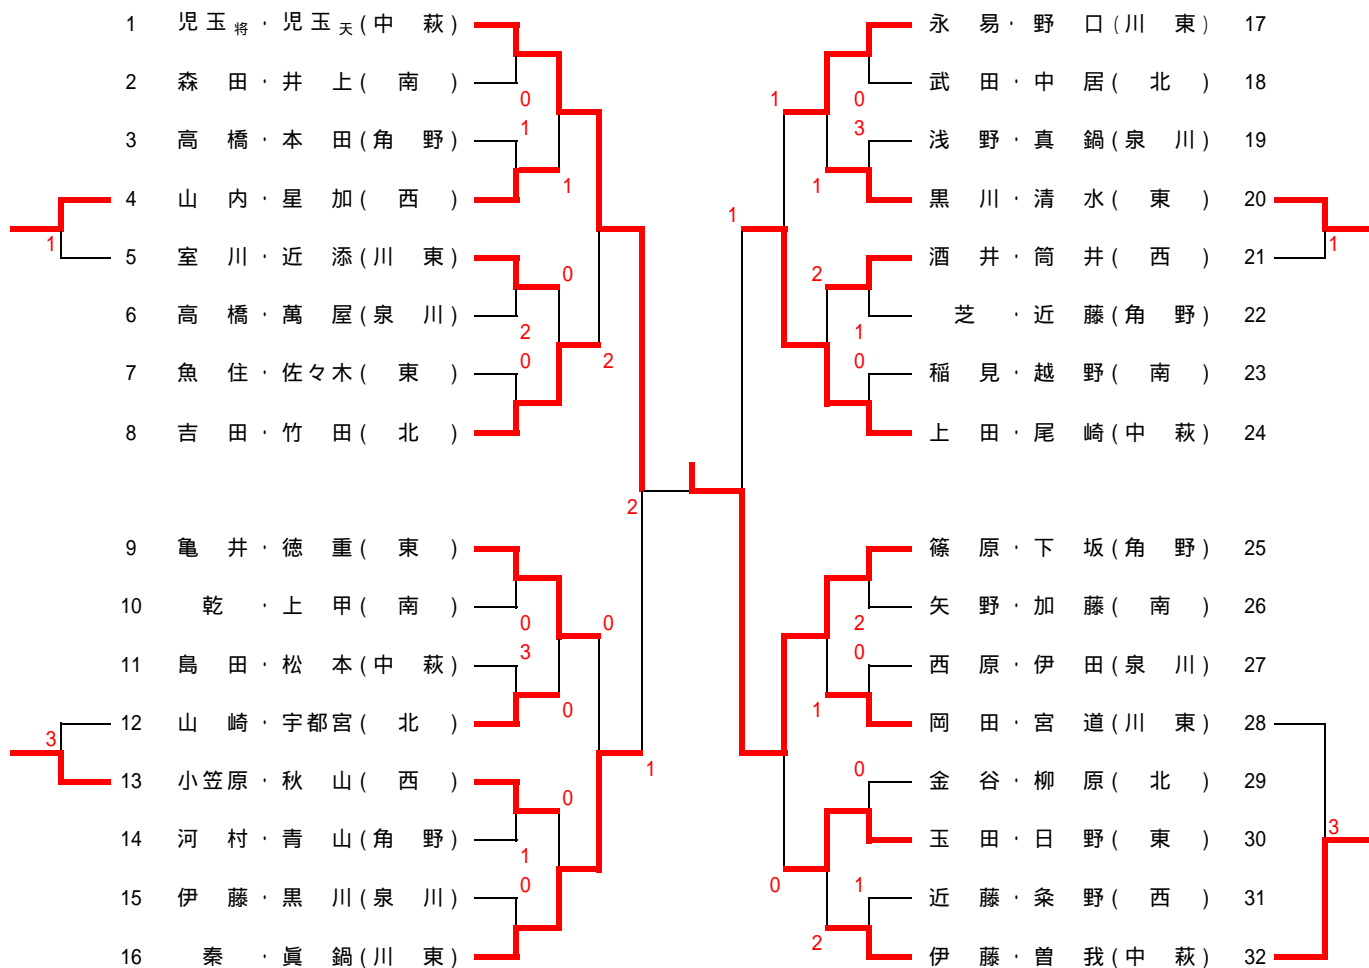 1 児玉将・児玉天(中 萩)
2 森 田・井 上( 南 )
3 高 橋・本 田(角 野)
4 山 内・星 加( 西 )
5 室 川・近 添(川 東)
6 高 橋・萬 屋(泉 川)
7 魚 住・佐々木( 東 )
8 吉 田・竹 田( 北 )
0
1
1
1
0
2
0
2
2
9 亀 井・徳 重( 東 )
10 乾 ・上 甲( 南 )
11 島 田・松 本(中 萩)
12 山 崎・宇都宮( 北 )
13 小笠原・秋 山( 西 )
14 河 村・青 山(角 野)
15 伊 藤・黒 川(泉 川)
16 秦 ・眞 鍋(川 東)
0
0
3
0
3
1
0
1
0
永 易・野 口(川 東) 17
武 田・中 居( 北 ) 18
浅 野・真 鍋(泉 川) 19
黒 川・清 水( 東 ) 20
酒 井・筒 井( 西 ) 21
芝 ・近 藤(角 野) 22
稲 見・越 野( 南 ) 23
上 田・尾 崎(中 萩) 24
1
0
3
1
1
1
2
1
0
篠 原・下 坂(角 野) 25
矢 野・加 藤( 南 ) 26
西 原・伊 田(泉 川) 27
岡 田・宮 道(川 東) 28
金 谷・柳 原( 北 ) 29
玉 田・日 野( 東 ) 30
近 藤・粂 野( 西 ) 31
伊 藤・曽 我(中 萩) 32
2
0
1
0
3
0
1
2